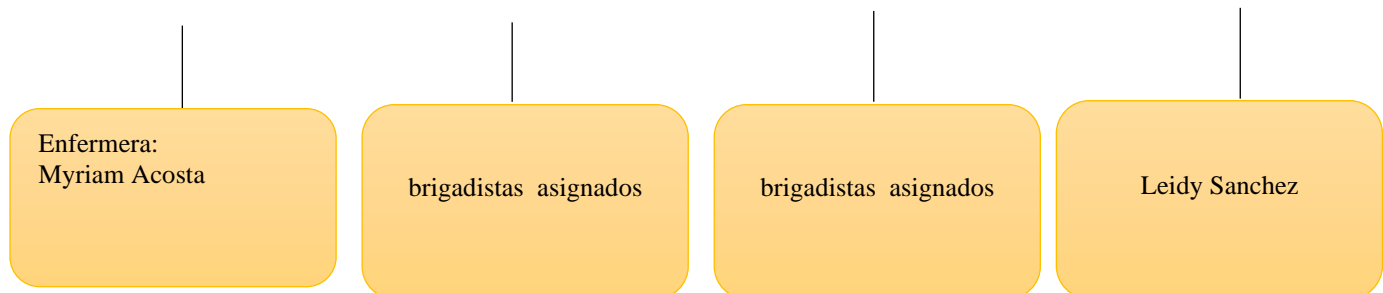 Enfermera:
Myriam Acosta
brigadistas asignados
brigadistas asignados
Leidy Sanchez